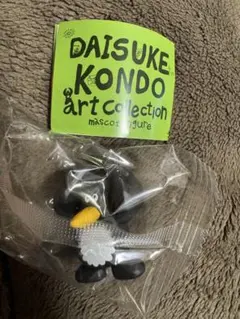 DAISUKE
KONDO
art collection
mascot figure